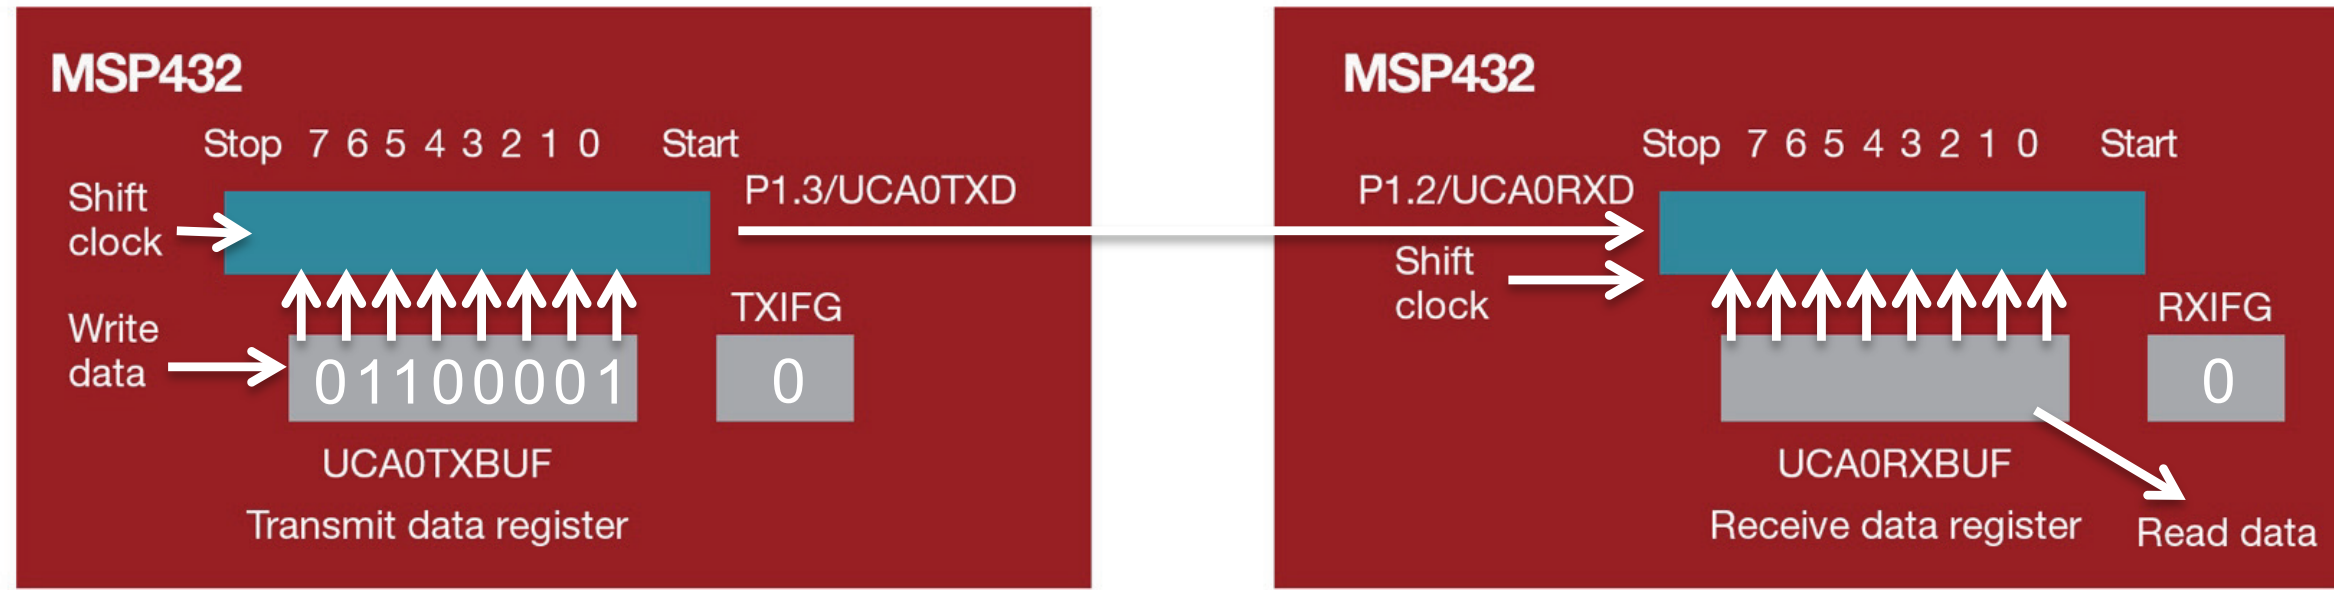 MSP432
Stop 7 6 5 4 3 2 1 0 Start
Shift
clock
P1.3/UCA0TXD
Write
data
01100001
TXIFG
0
UCA0TXBUF
Transmit data register
MSP432
Stop 7 6 5 4 3 2 1 0 Start
P1.2/UCA0RXD
Shift
clock
RXIFG
0
UCA0RXBUF
Receive data register
Read data